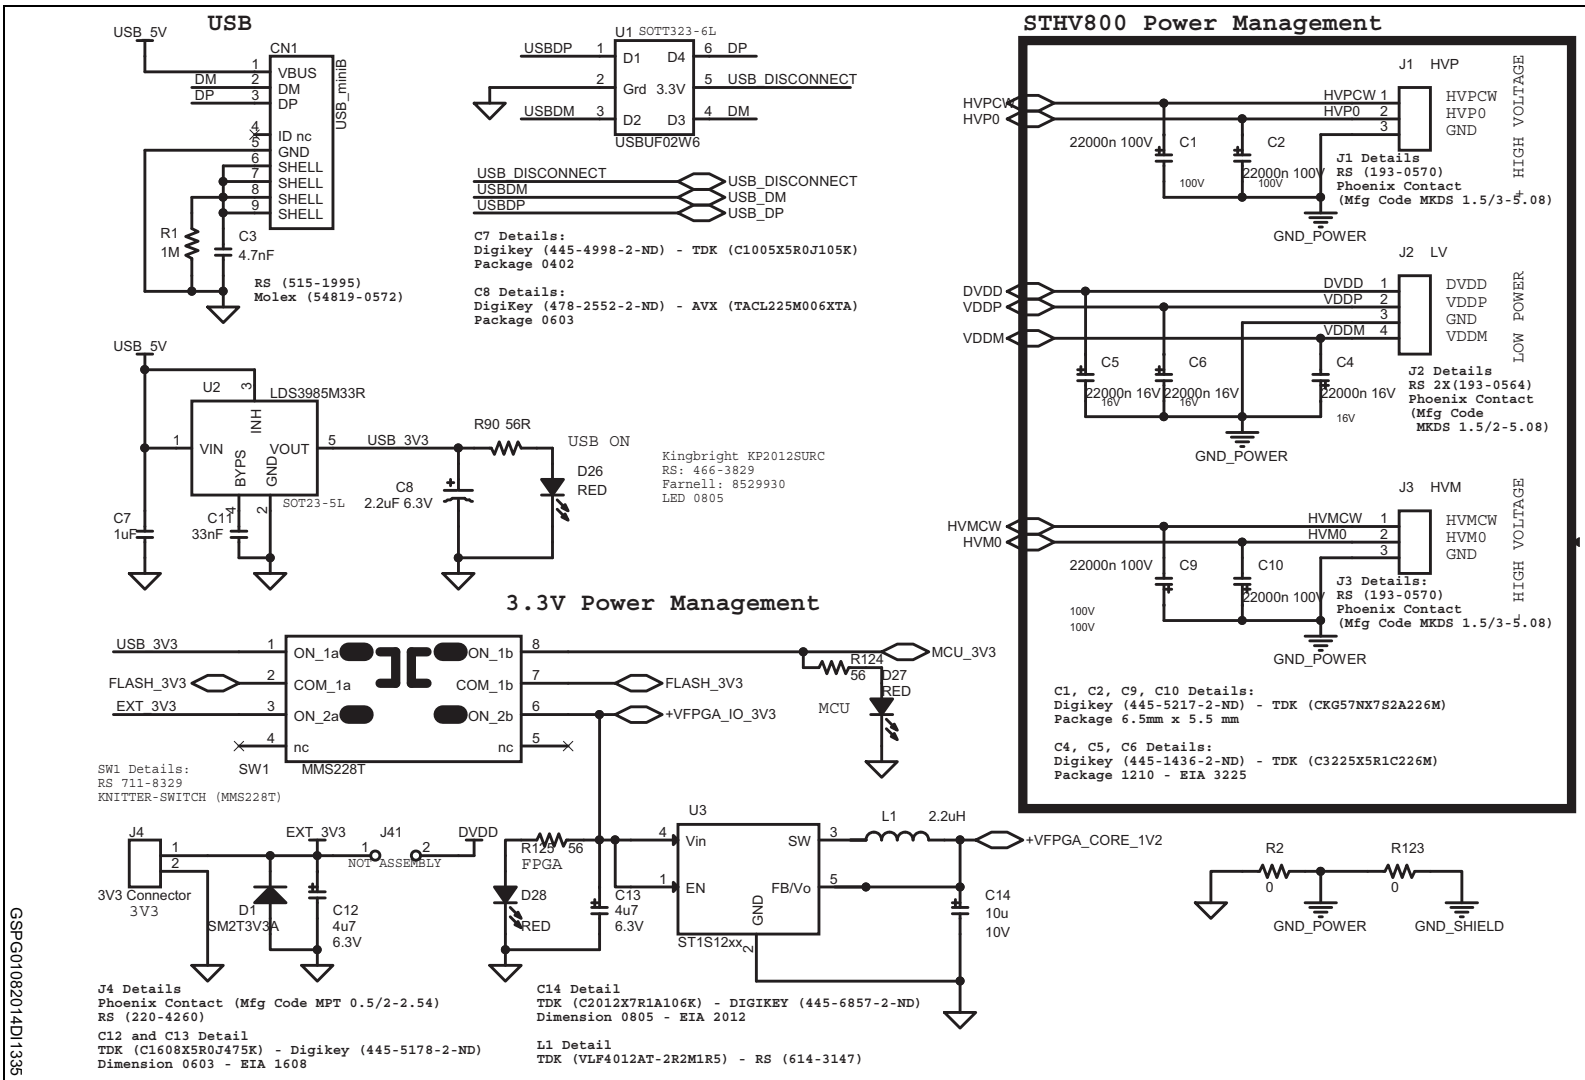 USB
USB_5V
CN1
1
VBUS
DM
2
DM
DP
3
DP
4
ID nc
5
GND
6
SHELL
7
SHELL
8
SHELL
9
SHELL
USB_miniB
R1
1M
C3
4.7nF
RS (515-1995)
Molex (54819-0572)
U1 SOTT323-6L
USBDP
1
D1
D4
6
DP
2
Grd
3.3V
5
USB_DISCONNECT
USBDM
3
D2
D3
4
DM
USBUF02W6
USB_DISCONNECT
USB_DISCONNECT
USBDM
USB_DM
USBDP
USB_DP
C7 Details:
Digikey (445-4998-2-ND) - TDK (C1005X5R0J105K)
Package 0402
C8 Details:
DigiKey (478-2552-2-ND) - AVX (TACL225M006XTA)
Package 0603
USB_5V
U2
3
LDS3985M33R
INH
1
VIN
VOUT
5
USB_3V3
BYPS
GND
4
2
SOT23-5L
C7
1uF
C11
33nF
C8
2.2uF 6.3V
R90 56R
USB ON
D26
RED
Kingbright KP2012SURC
RS: 466-3829
Farnell: 8529930
LED 0805
3.3V Power Management
USB_3V3
1
ON_1a
ON_1b
8
MCU_3V3
FLASH_3V3
2
COM_1a
COM_1b
7
FLASH_3V3
EXT_3V3
3
ON_2a
ON_2b
6
+VFPGA_IO_3V3
4
nc
nc
5
SW1
MMS228T
R124
56
D27
RED
MCU
SW1 Details:
RS 711-8329
KNITTER-SWITCH (MMS228T)
J4
1
2
3V3 Connector
3V3
EXT_3V3
J41
1
2
NOT ASSEMBLY
DVDD
D1
SM2T3V3A
C12
4u7
6.3V
R125
56
FPGA
D28
RED
C13
4u7
6.3V
U3
4
Vin
SW
3
1
EN
FB/Vo
5
GND
2
ST1S12xx
L1
2.2uH
+VFPGA_CORE_1V2
C14
10u
10V
J4 Details
Phoenix Contact (Mfg Code MPT 0.5/2-2.54)
RS (220-4260)
C12 and C13 Detail
TDK (C1608X5R0J475K) - Digikey (445-5178-2-ND)
Dimension 0603 - EIA 1608
C14 Detail
TDK (C2012X7R1A106K) - DIGIKEY (445-6857-2-ND)
Dimension 0805 - EIA 2012
L1 Detail
TDK (VLF4012AT-2R2M1R5) - RS (614-3147)
STHV800 Power Management
J1 HVP
HVPCW
HVPCW
1
HVPCW
HVP0
HVP0
2
HVP0
3
GND
22000n 100V
C1
100V
C2
22000n 100V
100V
+ HIGH VOLTAGE
J1 Details
RS (193-0570)
Phoenix Contact
(Mfg Code MKDS 1.5/3-5.08)
GND_POWER
J2 LV
DVDD
DVDD
1
DVDD
VDDP
VDDP
2
VDDP
3
GND
VDDM
VDDM
4
VDDM
LOW POWER
C5
22000n 16V
16V
C6
22000n 16V
16V
C4
22000n 16V
16V
J2 Details
RS 2X(193-0564)
Phoenix Contact
(Mfg Code
MKDS 1.5/2-5.08)
GND_POWER
J3 HVM
HVMCW
HVMCW
1
HVMCW
HVM0
HVM0
2
HVM0
3
GND
22000n 100V
C9
C10
22000n 100V
100V
100V
- HIGH VOLTAGE
J3 Details:
RS (193-0570)
Phoenix Contact
(Mfg Code MKDS 1.5/3-5.08)
GND_POWER
C1, C2, C9, C10 Details:
Digikey (445-5217-2-ND) - TDK (CKG57NX7S2A226M)
Package 6.5mm x 5.5 mm
C4, C5, C6 Details:
Digikey (445-1436-2-ND) - TDK (C3225X5R1C226M)
Package 1210 - EIA 3225
R2
0
R123
0
GND_POWER
GND_SHIELD
GSPG01082014DI1335